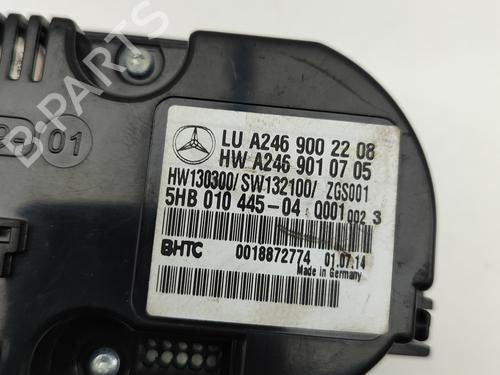 LU A246 900 22 08
HW A246 901 07 05
HW130300/SW132100/ ZGS001
5HB 010 445-04 Q001 002 3
BHTC 0018872774 01.07.14
Made in Germany
01
B-PARTS